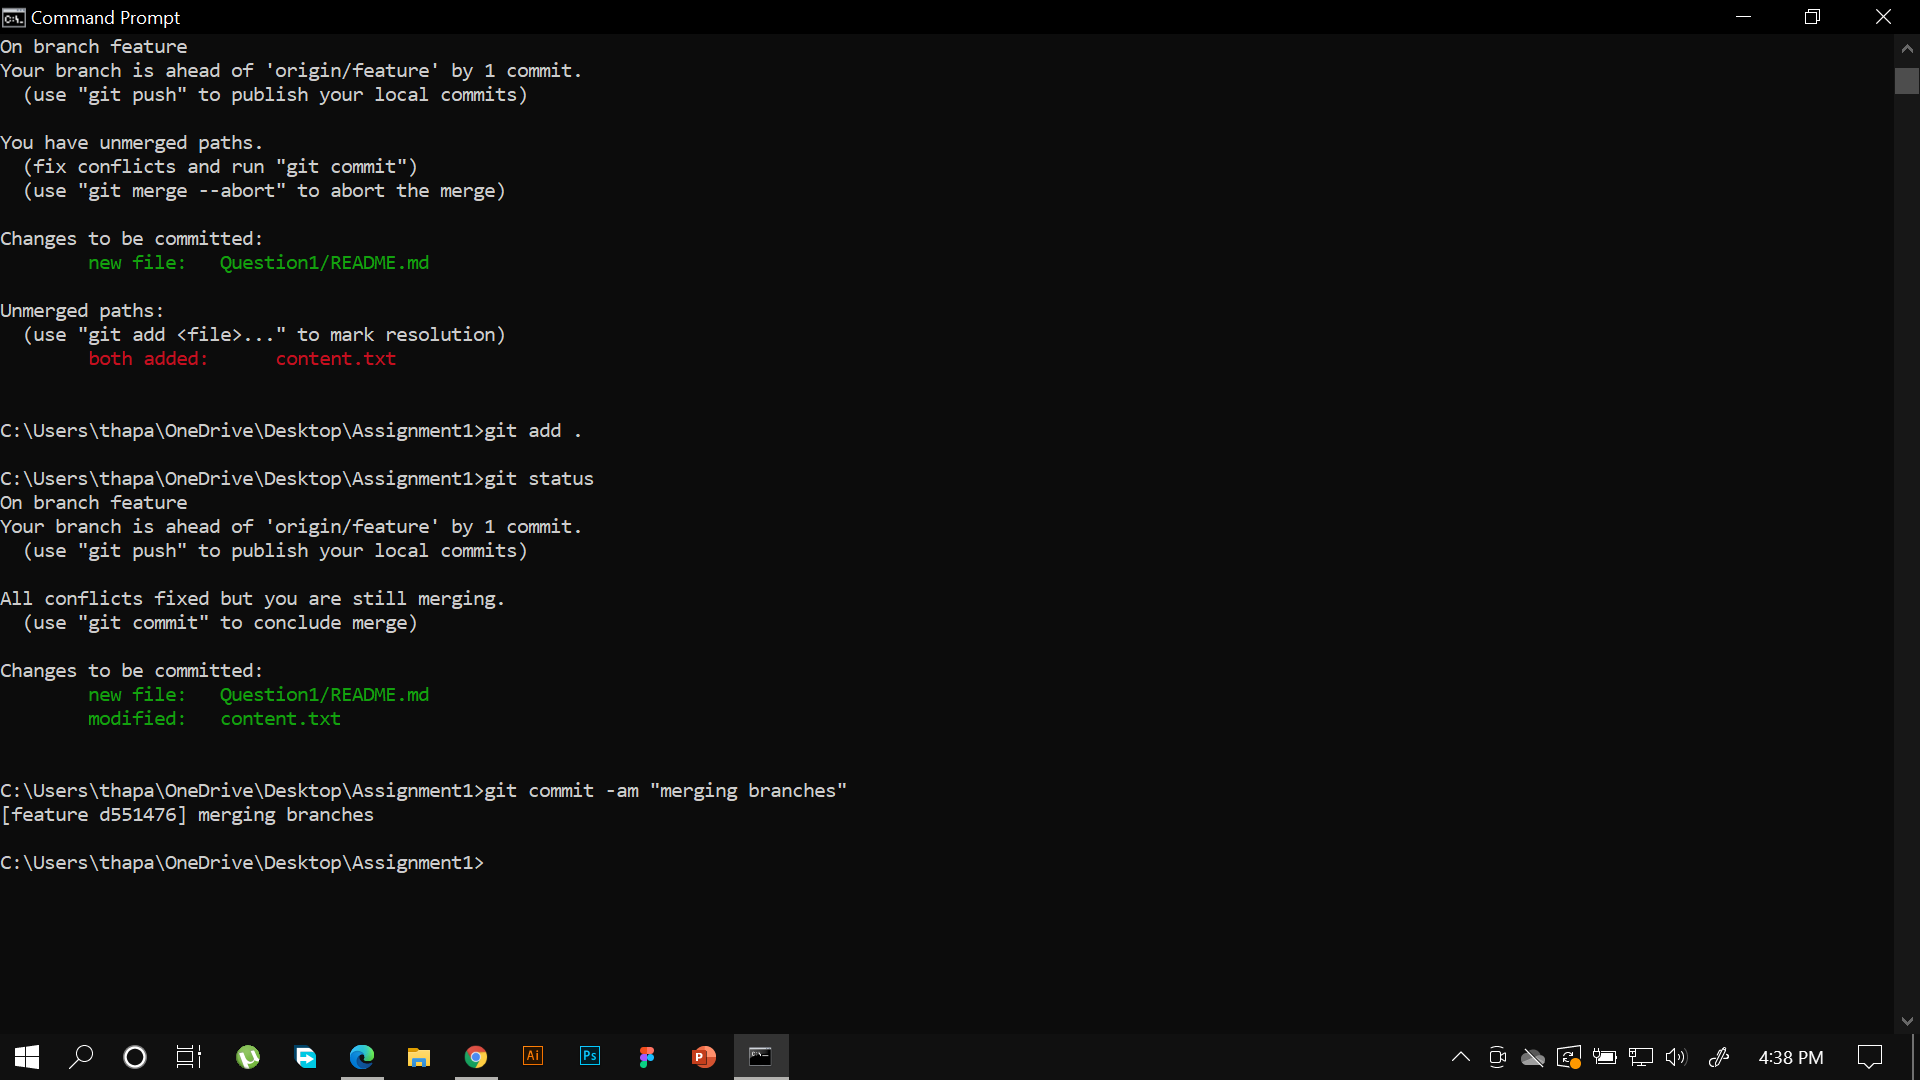 Command Prompt
On branch feature
Your branch is ahead of 'origin/feature' by 1 commit.
  (use "git push" to publish your local commits)
You have unmerged paths.
  (fix conflicts and run "git commit")
  (use "git merge --abort" to abort the merge)
Changes to be committed:
        new file:   Question1/README.md
Unmerged paths:
  (use "git add <file>..." to mark resolution)
        both added:      content.txt
C:\Users\thapa\OneDrive\Desktop\Assignment1>git add .
C:\Users\thapa\OneDrive\Desktop\Assignment1>git status
On branch feature
Your branch is ahead of 'origin/feature' by 1 commit.
  (use "git push" to publish your local commits)
All conflicts fixed but you are still merging.
  (use "git commit" to conclude merge)
Changes to be committed:
        new file:   Question1/README.md
        modified:   content.txt
C:\Users\thapa\OneDrive\Desktop\Assignment1>git commit -am "merging branches"
[feature d551476] merging branches
C:\Users\thapa\OneDrive\Desktop\Assignment1>
Ai Ps P 4:38 PM